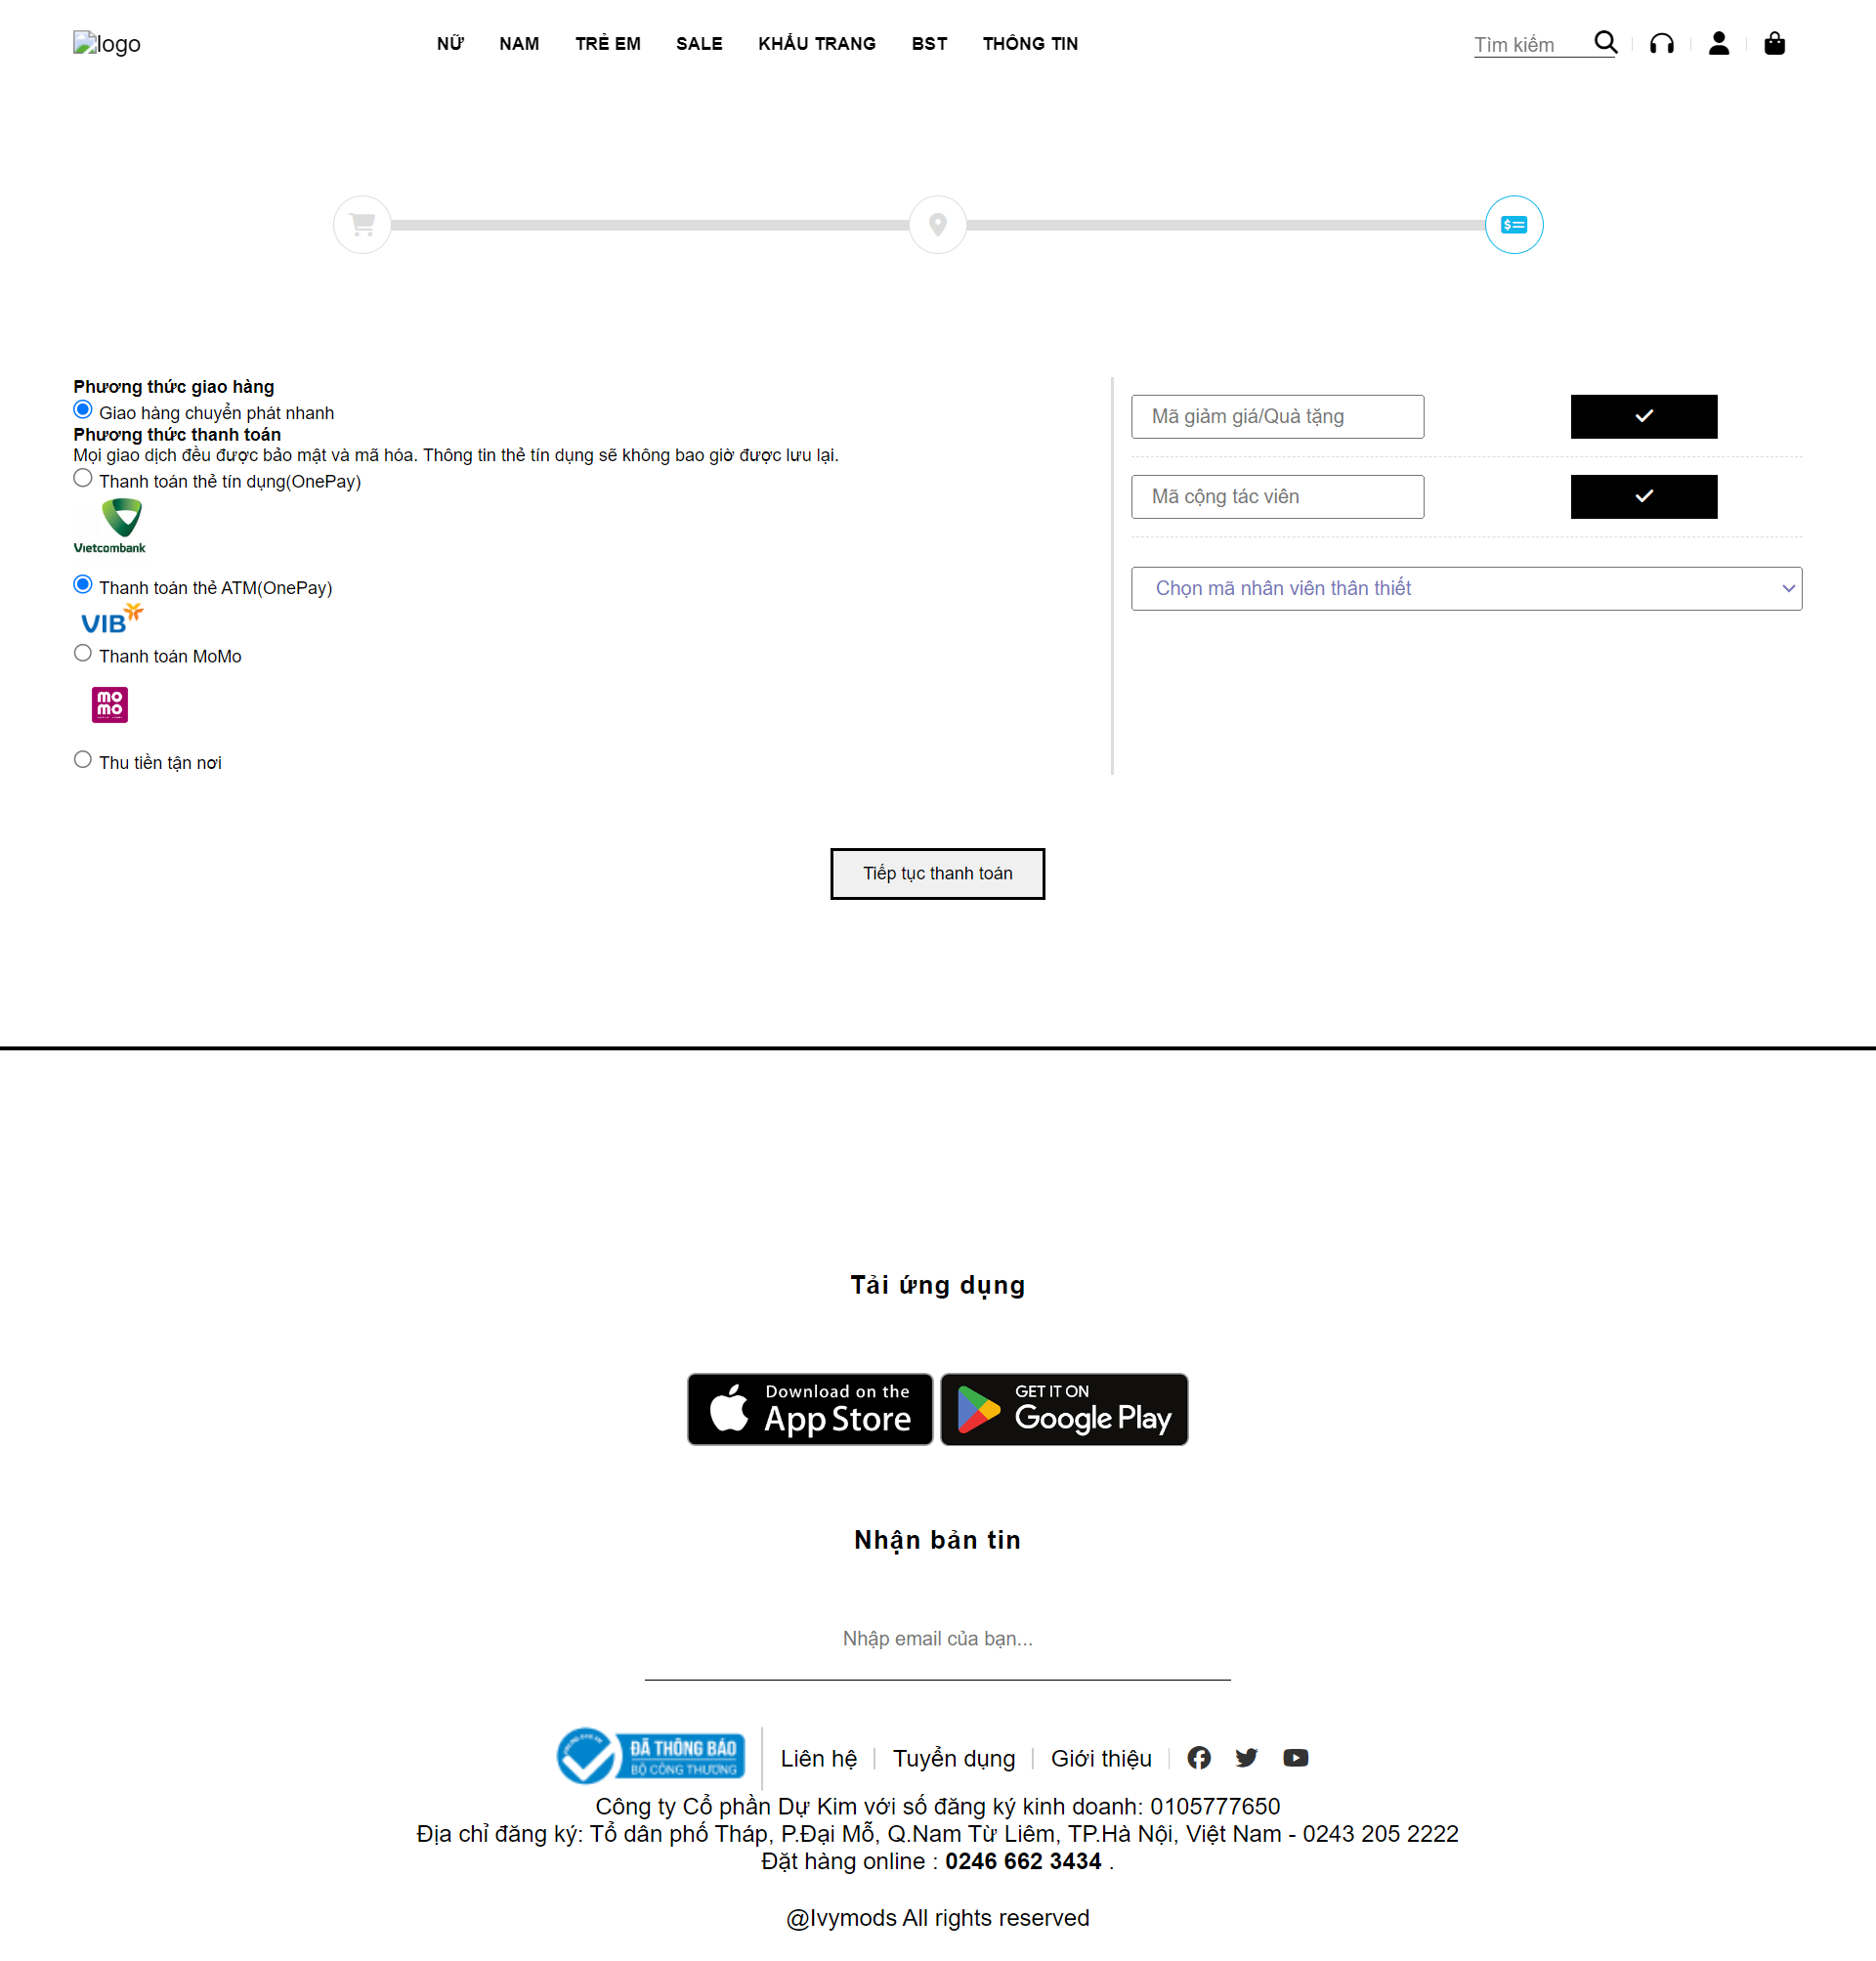 logo
NỮ NAM TRẺ EM SALE KHẨU TRANG BST THÔNG TIN
Tìm kiếm
Phương thức giao hàng
Giao hàng chuyển phát nhanh
Phương thức thanh toán
Mọi giao dịch đều được bảo mật và mã hóa. Thông tin thẻ tín dụng sẽ không bao giờ được lưu lại.
Thanh toán thẻ tín dụng(OnePay)
Vietcombank
Thanh toán thẻ ATM(OnePay)
VIB
Thanh toán MoMo
mo
mo
Thu tiền tận nơi
Mã giảm giá/Quà tặng
Mã cộng tác viên
Chọn mã nhân viên thân thiết
Tiếp tục thanh toán
Tải ứng dụng
Download on the
App Store
GET IT ON
Google Play
Nhận bản tin
Nhập email của bạn...
ĐÃ THÔNG BÁO
BỘ CÔNG THƯƠNG
Liên hệ Tuyển dụng Giới thiệu
Công ty Cổ phần Dự Kim với số đăng ký kinh doanh: 0105777650
Địa chỉ đăng ký: Tổ dân phố Tháp, P.Đại Mỗ, Q.Nam Từ Liêm, TP.Hà Nội, Việt Nam - 0243 205 2222
Đặt hàng online : 0246 662 3434 .
@Ivymods All rights reserved